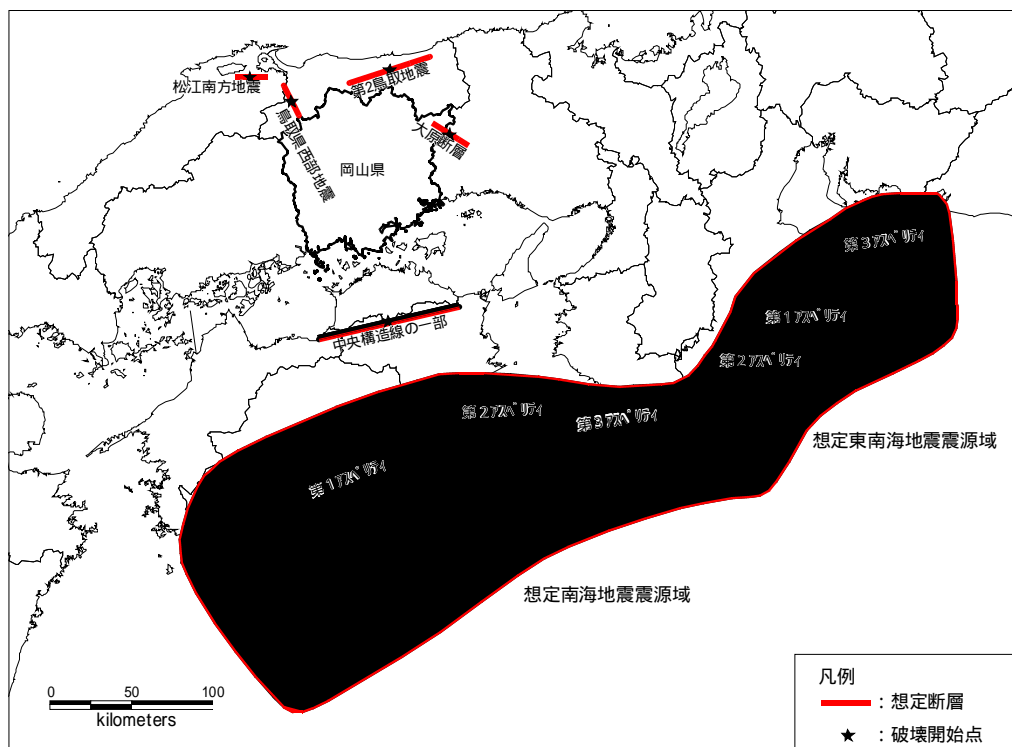 松江南方地震
第2鳥取地震
鳥取県西部地震
大原断層
岡山県
中央構造線の一部
第3アスペリティ
第1アスペリティ
第2アスペリティ
第2アスペリティ
第3アスペリティ
第1アスペリティ
想定東南海地震震源域
想定南海地震震源域
0 50 100
kilometers
凡例
：想定断層
★：破壊開始点